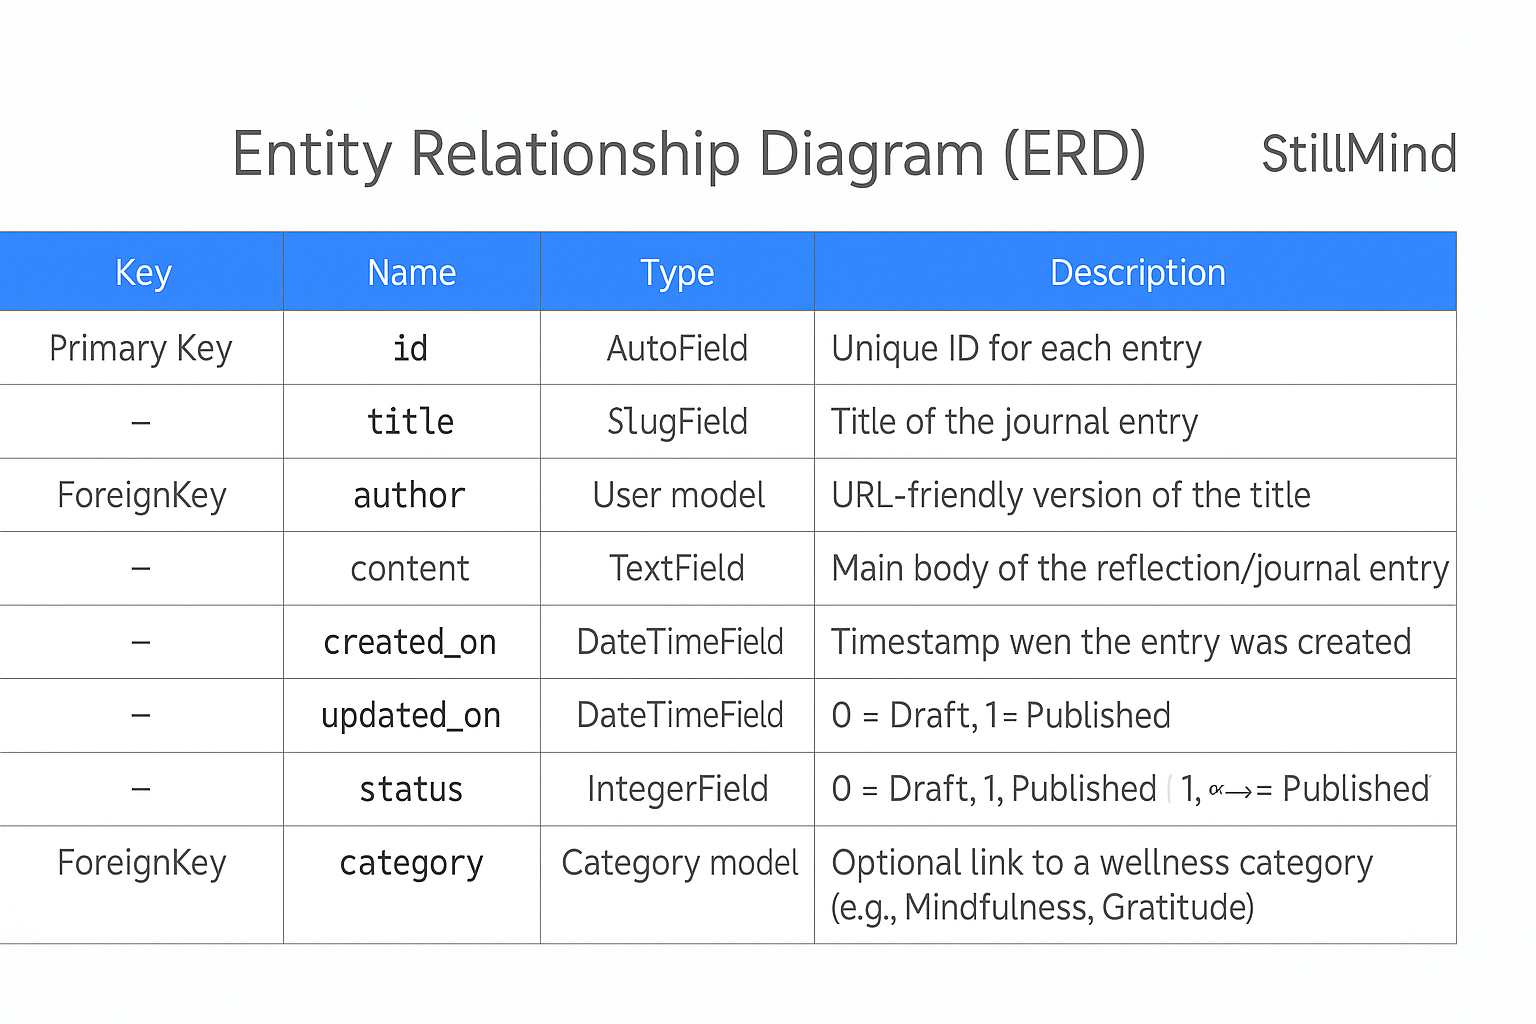 Entity Relationship Diagram (ERD) StillMind
Key Name Type Description
Primary Key id AutoField Unique ID for each entry
– title SlugField Title of the journal entry
ForeignKey author User model URL-friendly version of the title
– content TextField Main body of the reflection/journal entry
– created_on DateTimeField Timestamp wen the entry was created
– updated_on DateTimeField 0 = Draft, 1 = Published
– status IntegerField 0 = Draft, 1, Published ( 1, → = Published
ForeignKey category Category model Optional link to a wellness category
(e.g., Mindfulness, Gratitude)